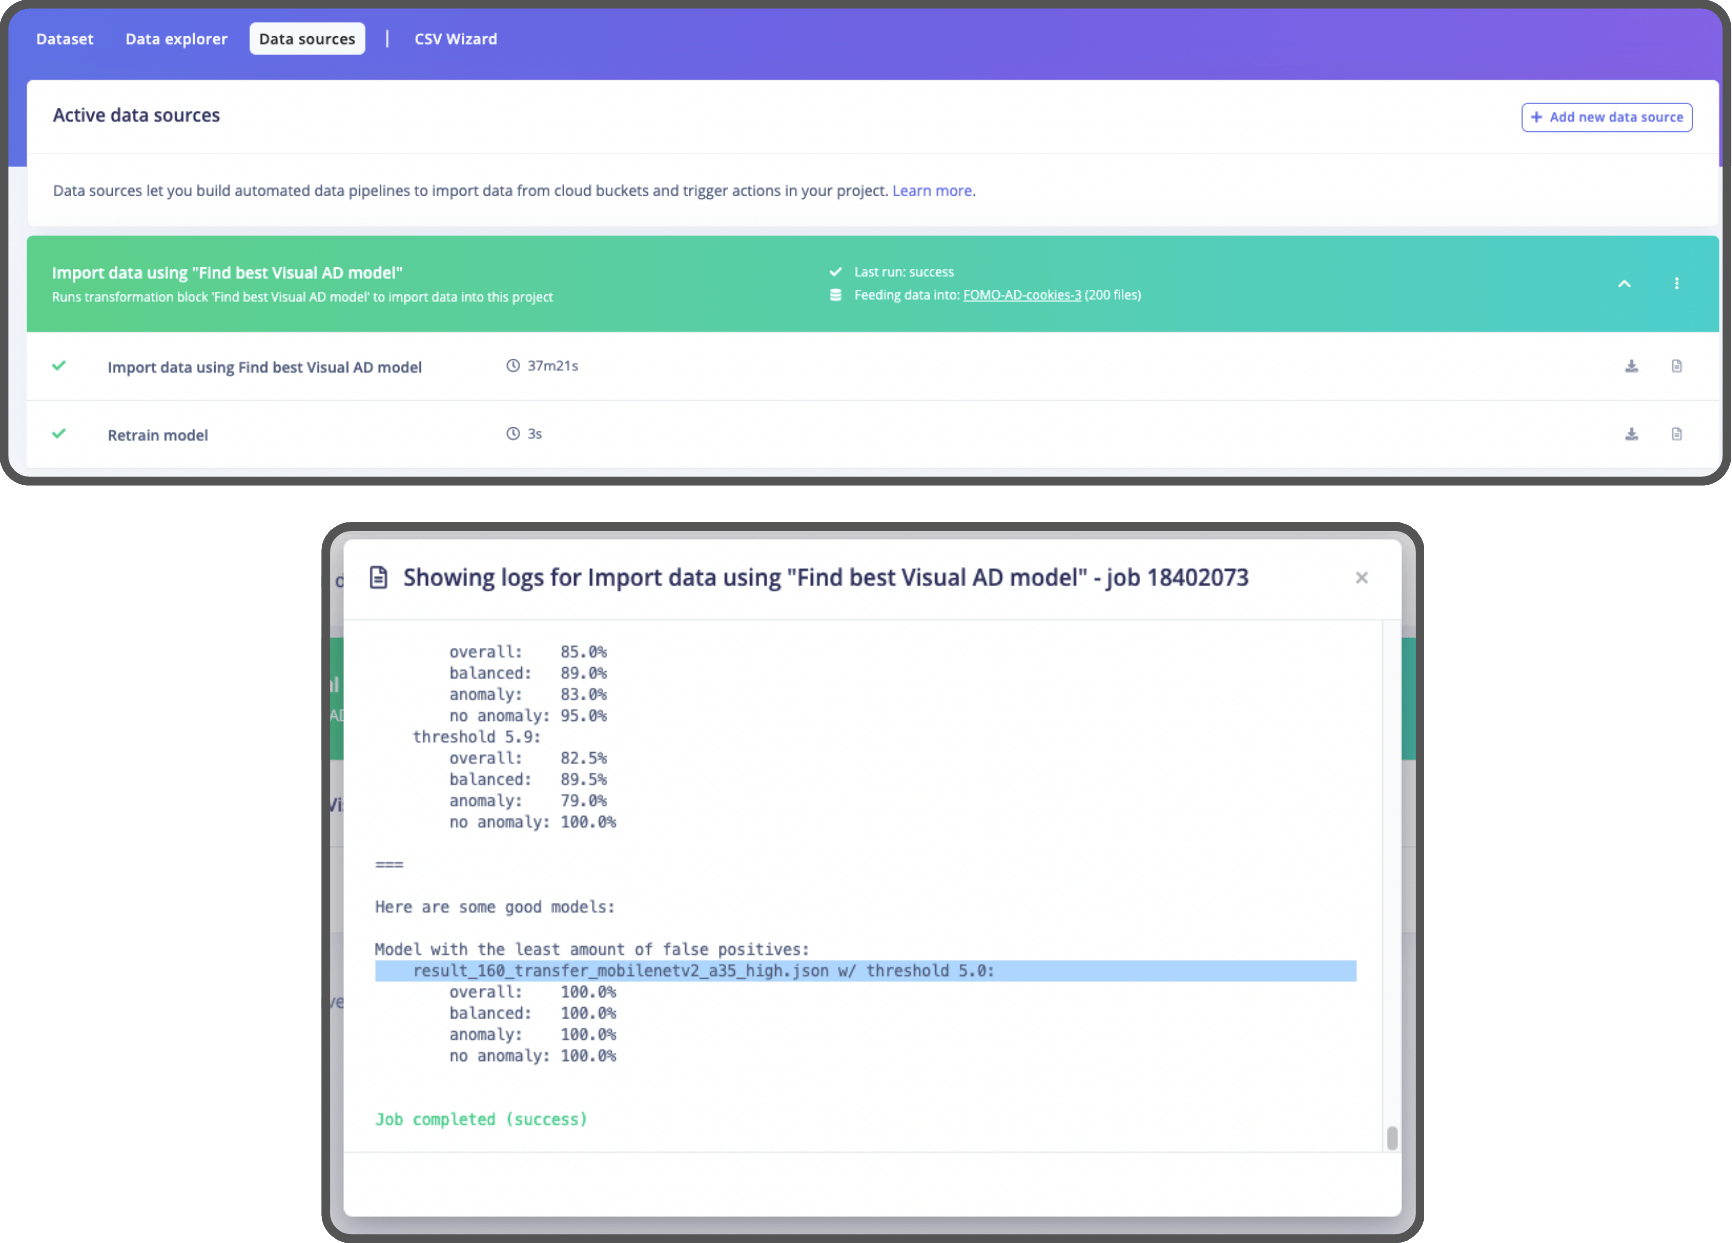 Dataset Data explorer Data sources | CSV Wizard
Active data sources
+ Add new data source
Data sources let you build automated data pipelines to import data from cloud buckets and trigger actions in your project. Learn more.
Import data using "Find best Visual AD model"
Runs transformation block 'Find best Visual AD model' to import data into this project
Last run: success
Feeding data into: FOMO-AD-cookies-3 (200 files)
Import data using Find best Visual AD model 37m21s
Retrain model 3s
Showing logs for Import data using "Find best Visual AD model" - job 18402073
overall: 85.0%
balanced: 89.0%
anomaly: 83.0%
no anomaly: 95.0%
threshold 5.9:
overall: 82.5%
balanced: 89.5%
anomaly: 79.0%
no anomaly: 100.0%
===
Here are some good models:
Model with the least amount of false positives:
result_160_transfer_mobilenetv2_a35_high.json w/ threshold 5.0:
overall: 100.0%
balanced: 100.0%
anomaly: 100.0%
no anomaly: 100.0%
Job completed (success)